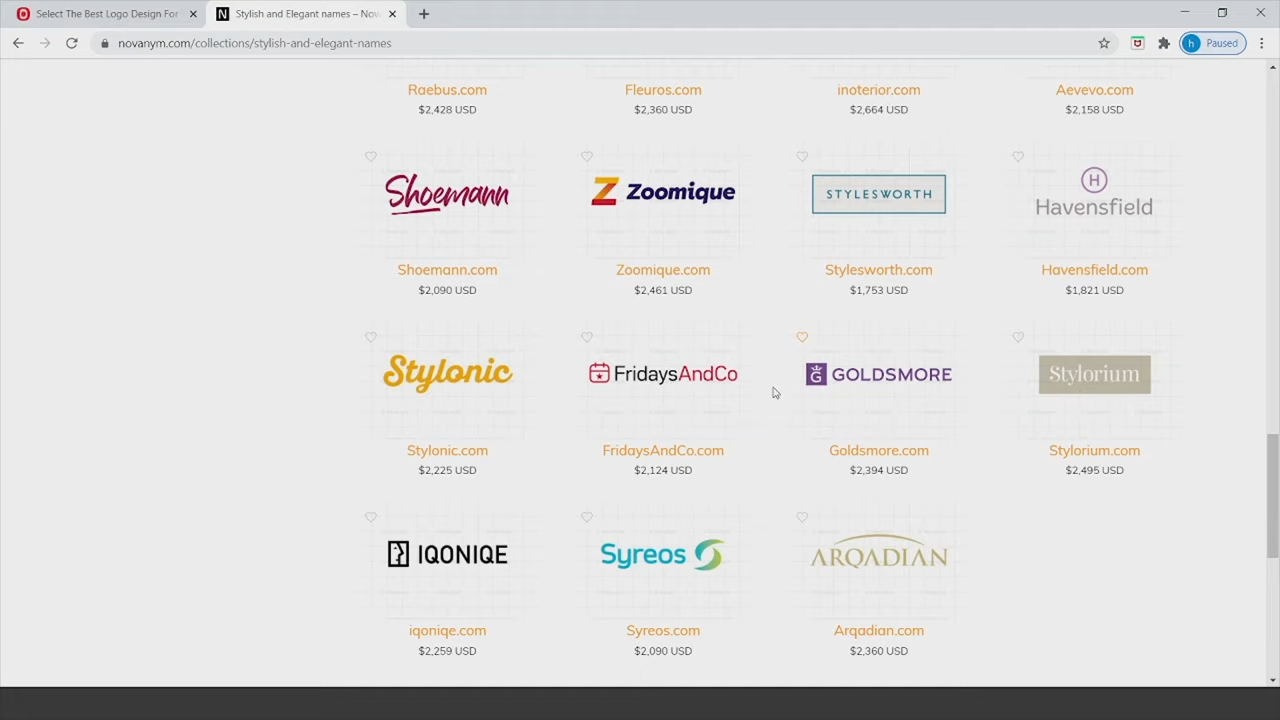 Select The Best Logo Design For
Stylish and Elegant names – Nov
novanym.com/collections/stylish-and-elegant-names
h Paused
Raebus.com Fleuros.com inoterior.com Aevevo.com
$2,428 USD $2,360 USD $2,664 USD $2,158 USD
Shoemann Zoomique STYLESWORTH H Havensfield
Shoemann.com Zoomique.com Stylesworth.com Havensfield.com
$2,090 USD $2,461 USD $1,753 USD $1,821 USD
Stylonic FridaysAndCo G GOLDSMORE Stylorium
Stylonic.com FridaysAndCo.com Goldsmore.com Stylorium.com
$2,225 USD $2,124 USD $2,394 USD $2,495 USD
IQONIQE Syreos ARQADIAN
iqoniqe.com Syreos.com Arqadian.com
$2,259 USD $2,090 USD $2,360 USD